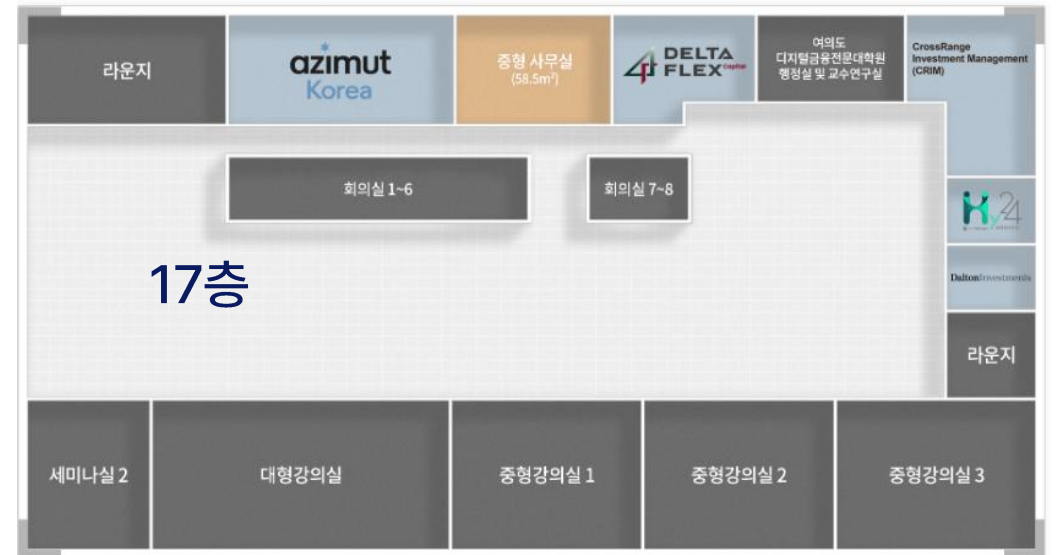 라운지
azimut
Korea
중형 사무실
(58.5m²)
DELTA
FLEX Capital
여의도
디지털금융전문대학원
행정실 및 교수연구실
CrossRange
Investment Management
(CRIM)
회의실 1~6
회의실 7~8
Hy24
DaltonInvestments
17층
라운지
세미나실 2
대형강의실
중형강의실 1
중형강의실 2
중형강의실 3